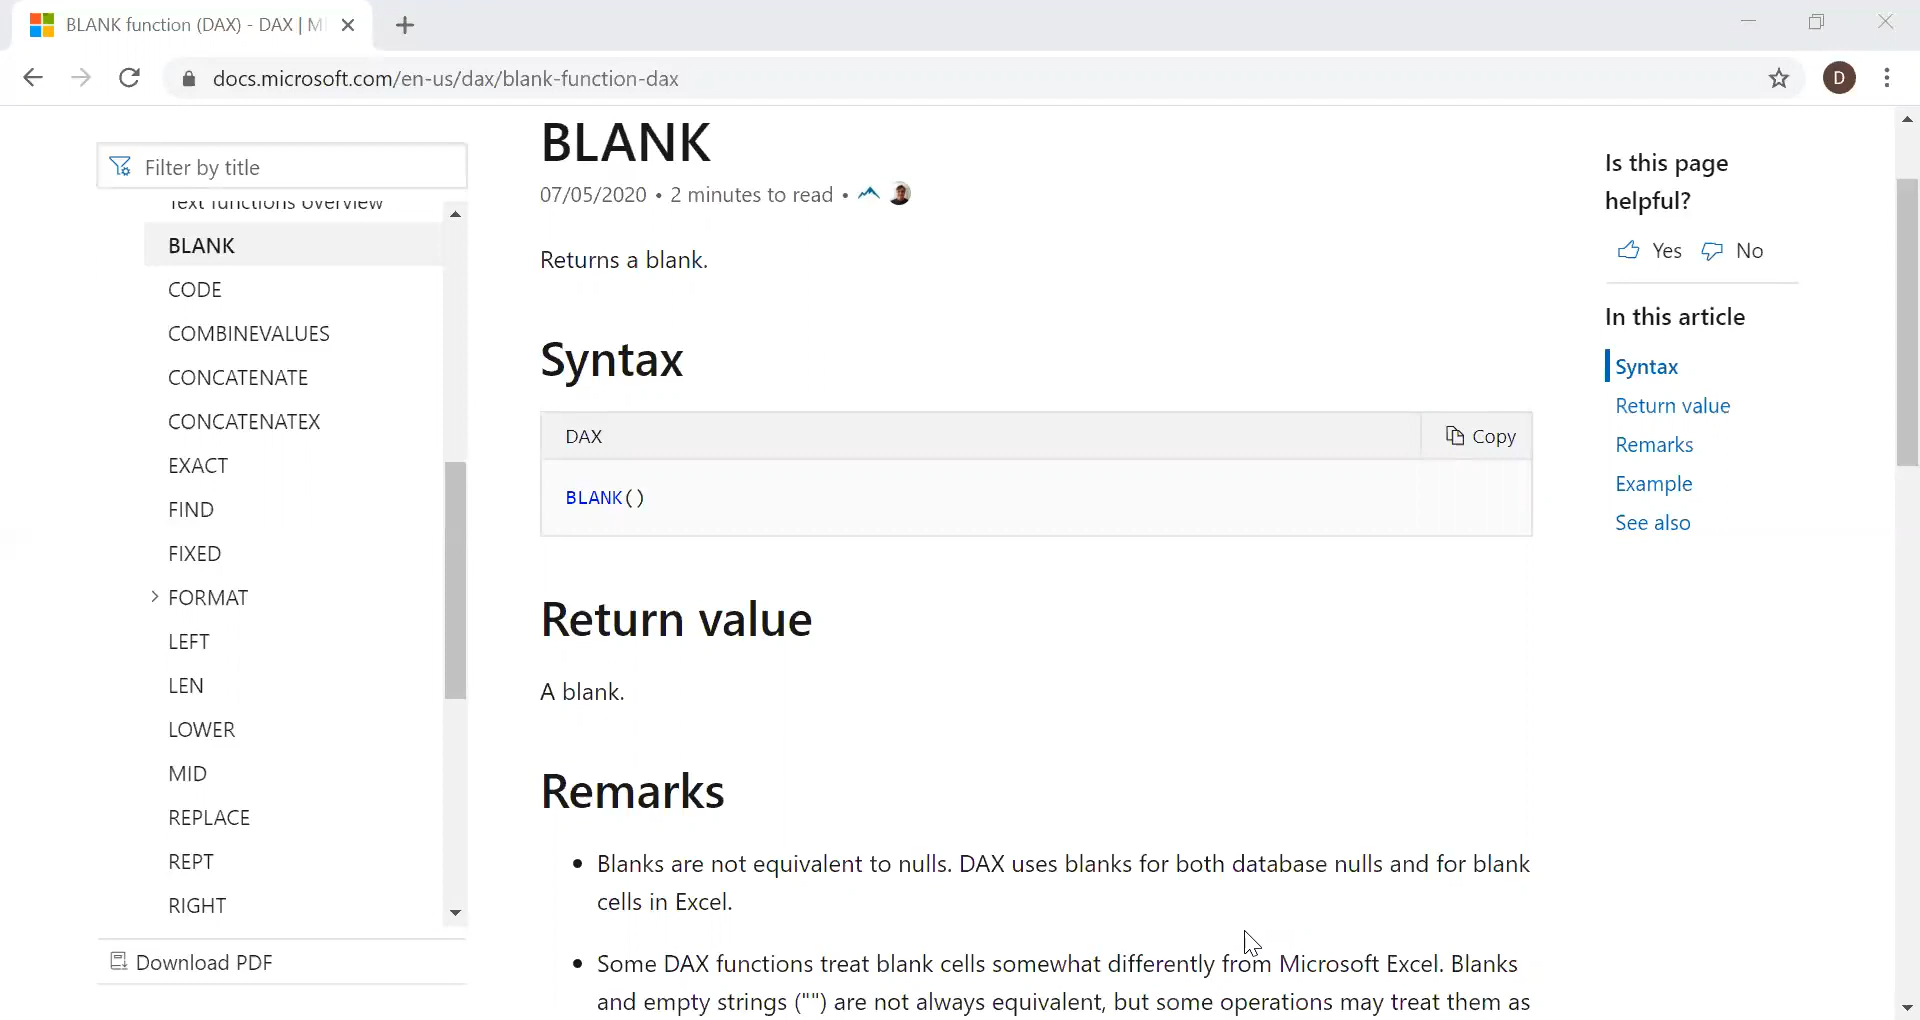 BLANK function (DAX) - DAX | M
docs.microsoft.com/en-us/dax/blank-function-dax
D
Filter by title
Text functions overview
BLANK
CODE
COMBINEVALUES
CONCATENATE
CONCATENATEX
EXACT
FIND
FIXED
FORMAT
LEFT
LEN
LOWER
MID
REPLACE
REPT
RIGHT
Download PDF
BLANK
07/05/2020 • 2 minutes to read •
Returns a blank.
Syntax
DAX
Copy
BLANK()
Return value
A blank.
Remarks
• Blanks are not equivalent to nulls. DAX uses blanks for both database nulls and for blank
cells in Excel.
• Some DAX functions treat blank cells somewhat differently from Microsoft Excel. Blanks
and empty strings ("") are not always equivalent, but some operations may treat them as
Is this page
helpful?
Yes No
In this article
Syntax
Return value
Remarks
Example
See also